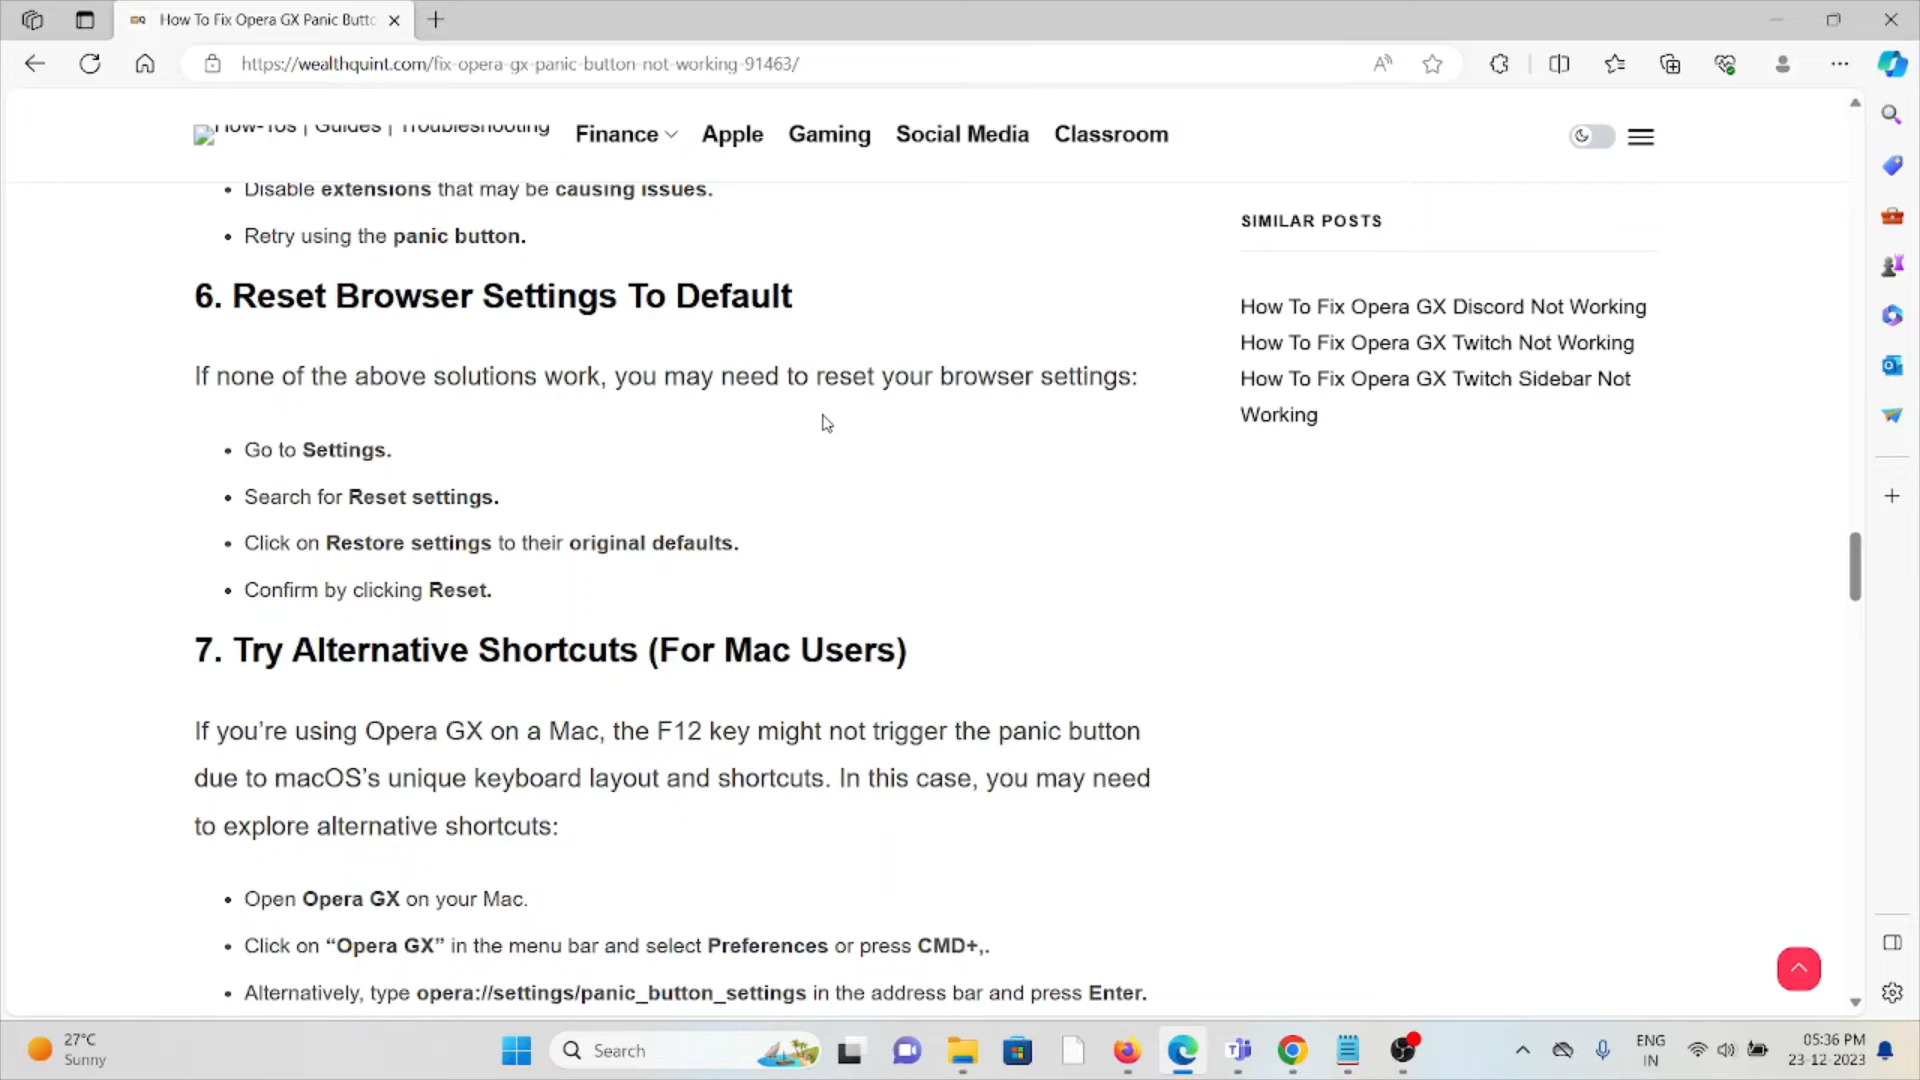 How To Fix Opera GX Panic Butto
https://wealthquint.com/fix-opera-gx-panic-button-not-working-91463/
How-Tos | Guides | Troubleshooting
Finance
Apple
Gaming
Social Media
Classroom
• Disable extensions that may be causing issues.
• Retry using the panic button.
6. Reset Browser Settings To Default
If none of the above solutions work, you may need to reset your browser settings:
• Go to Settings.
• Search for Reset settings.
• Click on Restore settings to their original defaults.
• Confirm by clicking Reset.
7. Try Alternative Shortcuts (For Mac Users)
If you’re using Opera GX on a Mac, the F12 key might not trigger the panic button
due to macOS’s unique keyboard layout and shortcuts. In this case, you may need
to explore alternative shortcuts:
• Open Opera GX on your Mac.
• Click on “Opera GX” in the menu bar and select Preferences or press CMD+,.
• Alternatively, type opera://settings/panic_button_settings in the address bar and press Enter.
SIMILAR POSTS
How To Fix Opera GX Discord Not Working
How To Fix Opera GX Twitch Not Working
How To Fix Opera GX Twitch Sidebar Not
Working
27°C
Sunny
Search
ENG
IN
05:36 PM
23-12-2023